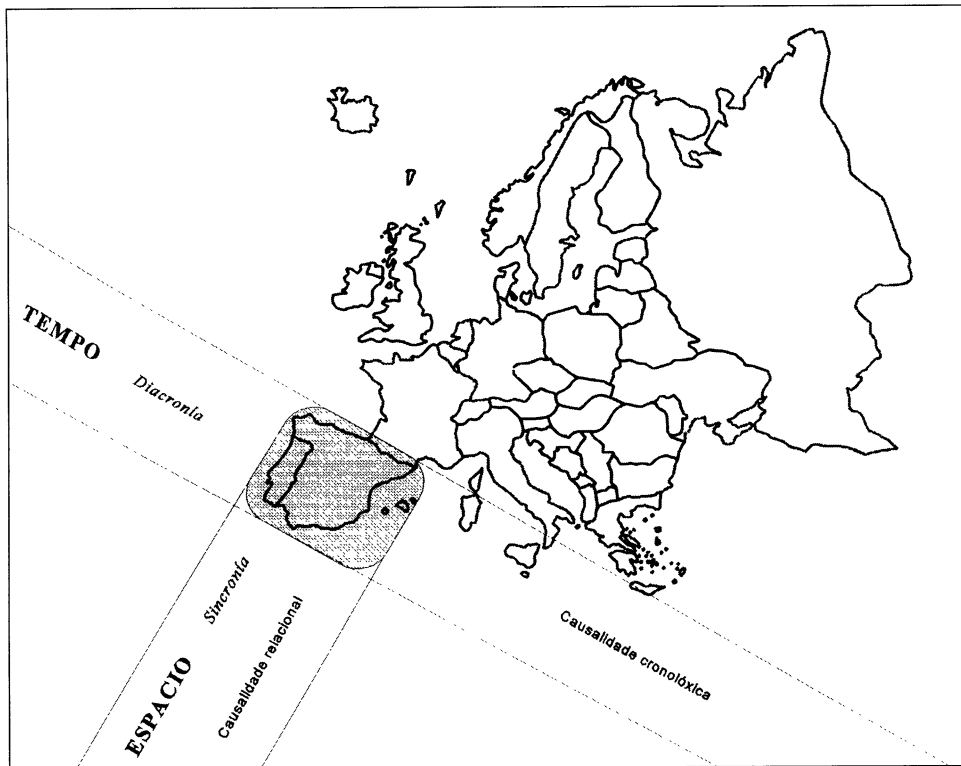 TEMPO
Diacronía
ESPACIO
Sincronía
Causalidade relacional
Causalidade cronolóxica